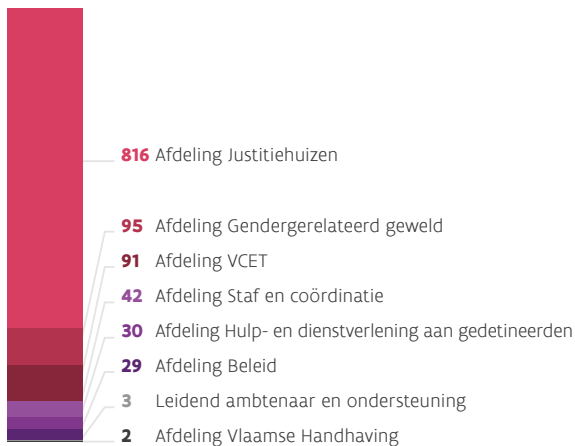 816 Afdeling Justitiehuizen
95 Afdeling Gendergerelateerd geweld
91 Afdeling VCET
42 Afdeling Staf en coördinatie
30 Afdeling Hulp- en dienstverlening aan gedetineerden
29 Afdeling Beleid
3 Leidend ambtenaar en ondersteuning
2 Afdeling Vlaamse Handhaving